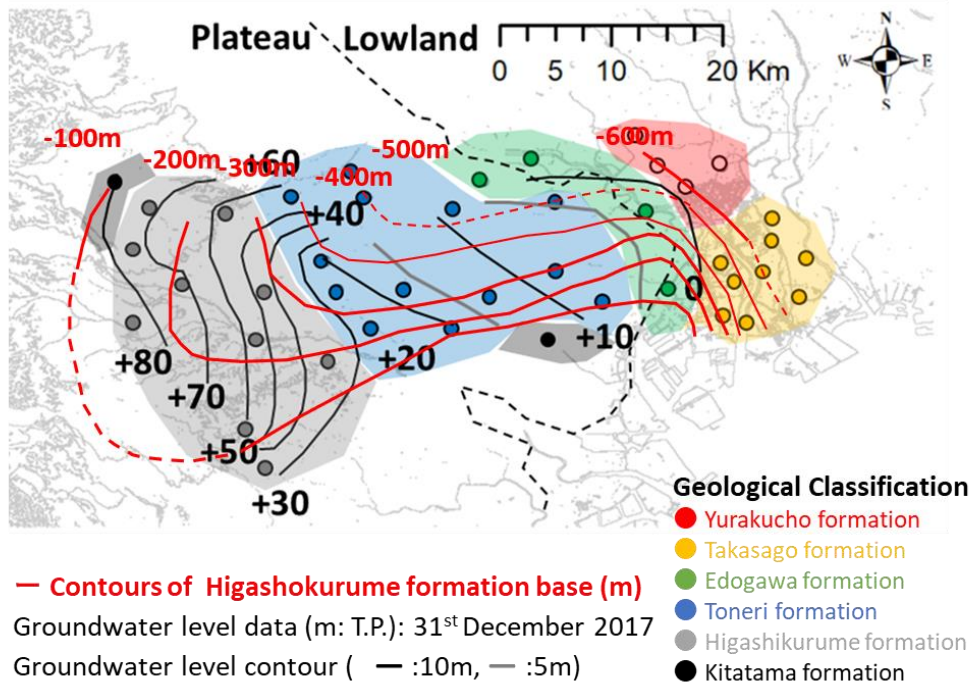 Plateau Lowland
0 5 10 20 Km
N
W E
S
-100m
-200m
-300m
+60
-400m
-500m
-600m
+40
0
+10
+20
+80
+70
+50
+30
Geological Classification
Yurakucho formation
Takasago formation
Edogawa formation
Toneri formation
Higashikurume formation
Kitatama formation
Contours of Higashokurume formation base (m)
Groundwater level data (m: T.P.): 31st December 2017
Groundwater level contour ( :10m, :5m)